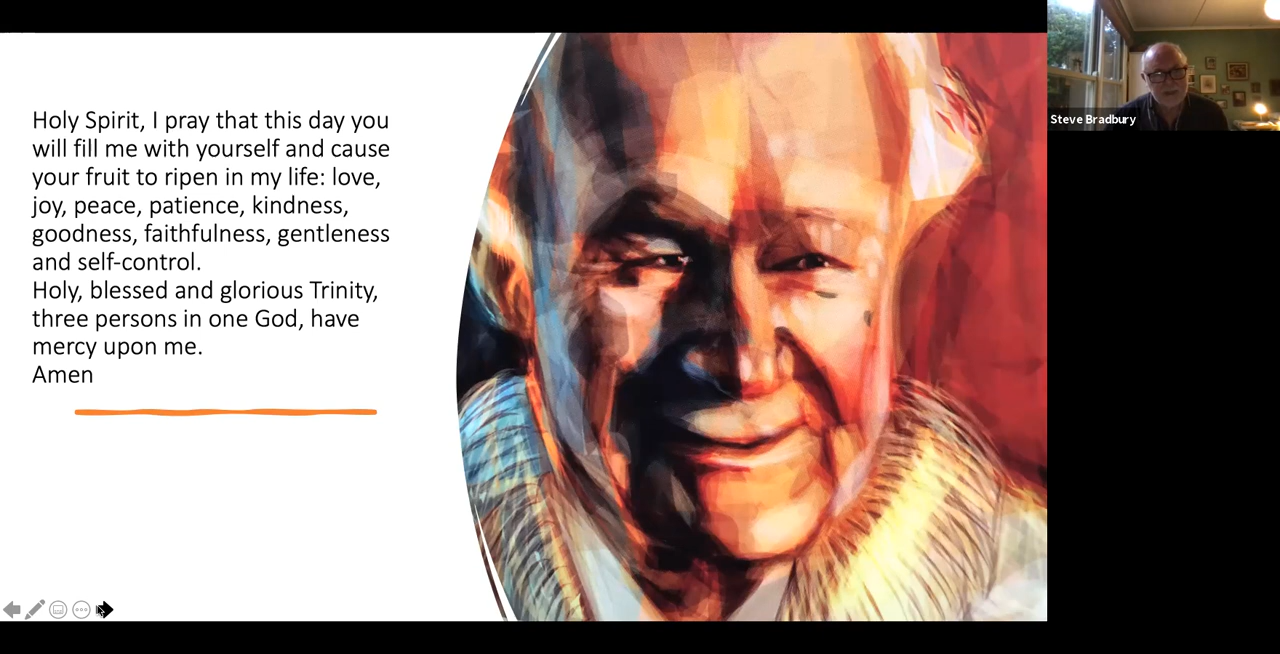 Holy Spirit, I pray that this day you
will fill me with yourself and cause
your fruit to ripen in my life: love,
joy, peace, patience, kindness,
goodness, faithfulness, gentleness
and self-control.
Holy, blessed and glorious Trinity,
three persons in one God, have
mercy upon me.
Amen
Steve Bradbury